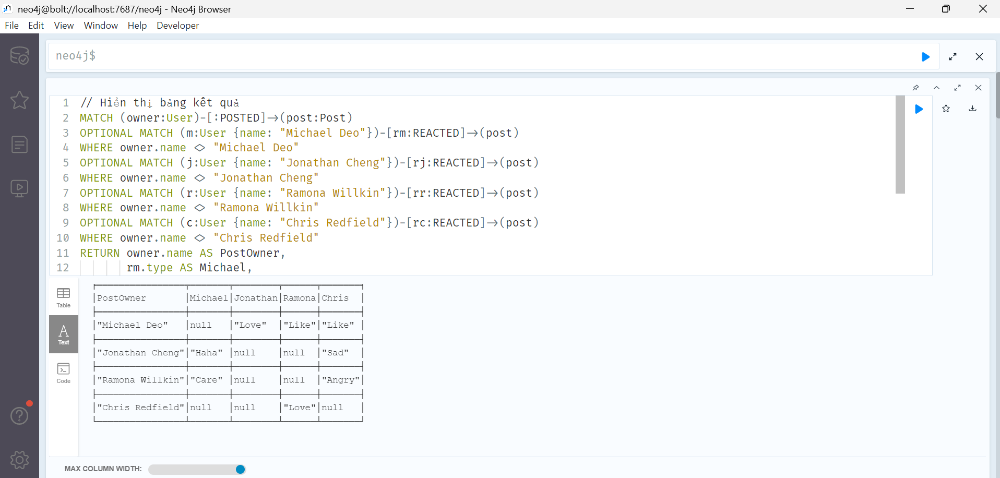 neo4j@bolt://localhost:7687/neo4j - Neo4j Browser
File Edit View Window Help Developer
neo4j$
1 // Hiển thị bảng kết quả
2 MATCH (owner:User)-[:POSTED]->(post:Post)
3 OPTIONAL MATCH (m:User {name: "Michael Deo"})-[rm:REACTED]->(post)
4 WHERE owner.name <> "Michael Deo"
5 OPTIONAL MATCH (j:User {name: "Jonathan Cheng"})-[rj:REACTED]->(post)
6 WHERE owner.name <> "Jonathan Cheng"
7 OPTIONAL MATCH (r:User {name: "Ramona Willkin"})-[rr:REACTED]->(post)
8 WHERE owner.name <> "Ramona Willkin"
9 OPTIONAL MATCH (c:User {name: "Chris Redfield"})-[rc:REACTED]->(post)
10 WHERE owner.name <> "Chris Redfield"
11 RETURN owner.name AS PostOwner,
12 rm.type AS Michael,
Table
Text
Code
PostOwner Michael Jonathan Ramona Chris
"Michael Deo" null "Love" "Like" "Like"
"Jonathan Cheng" "Haha" null null "Sad"
"Ramona Willkin" "Care" null null "Angry"
"Chris Redfield" null null "Love" null
MAX COLUMN WIDTH: